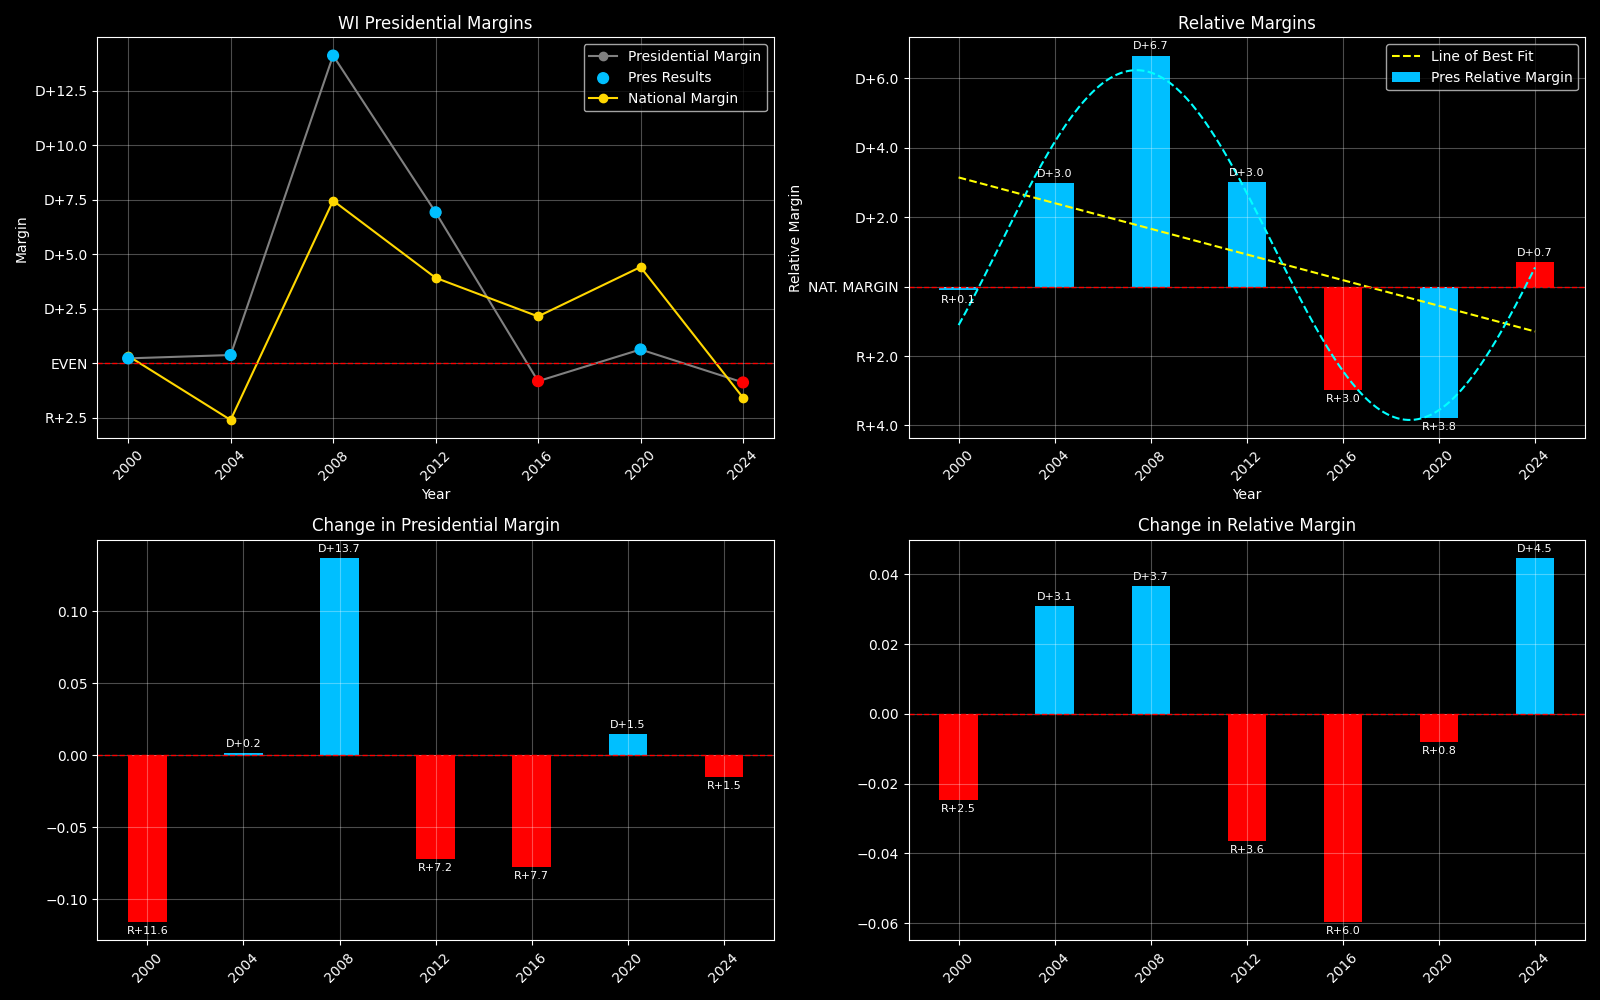 WI Presidential Margins
Presidential Margin
Pres Results
National Margin
Margin
D+12.5
D+10.0
D+7.5
D+5.0
D+2.5
EVEN
R+2.5
2000
2004
2008
2012
2016
2020
2024
Year
Relative Margins
Line of Best Fit
Pres Relative Margin
Relative Margin
D+6.0
D+4.0
D+2.0
NAT. MARGIN
R+2.0
R+4.0
R+0.1
D+3.0
D+6.7
D+3.0
R+3.0
R+3.8
D+0.7
2000
2004
2008
2012
2016
2020
2024
Year
Change in Presidential Margin
0.10
0.05
0.00
−0.05
−0.10
R+11.6
D+0.2
D+13.7
R+7.2
R+7.7
D+1.5
R+1.5
2000
2004
2008
2012
2016
2020
2024
Change in Relative Margin
0.04
0.02
0.00
−0.02
−0.04
−0.06
R+2.5
D+3.1
D+3.7
R+3.6
R+6.0
R+0.8
D+4.5
2000
2004
2008
2012
2016
2020
2024